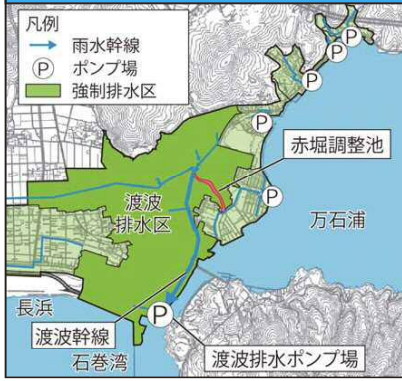 凡例
雨水幹線
Ⓟ ポンプ場
強制排水区
Ⓟ
Ⓟ
Ⓟ
Ⓟ
赤堀調整池
渡波
排水区
Ⓟ
万石浦
長浜
Ⓟ
渡波幹線
石巻湾
渡波排水ポンプ場